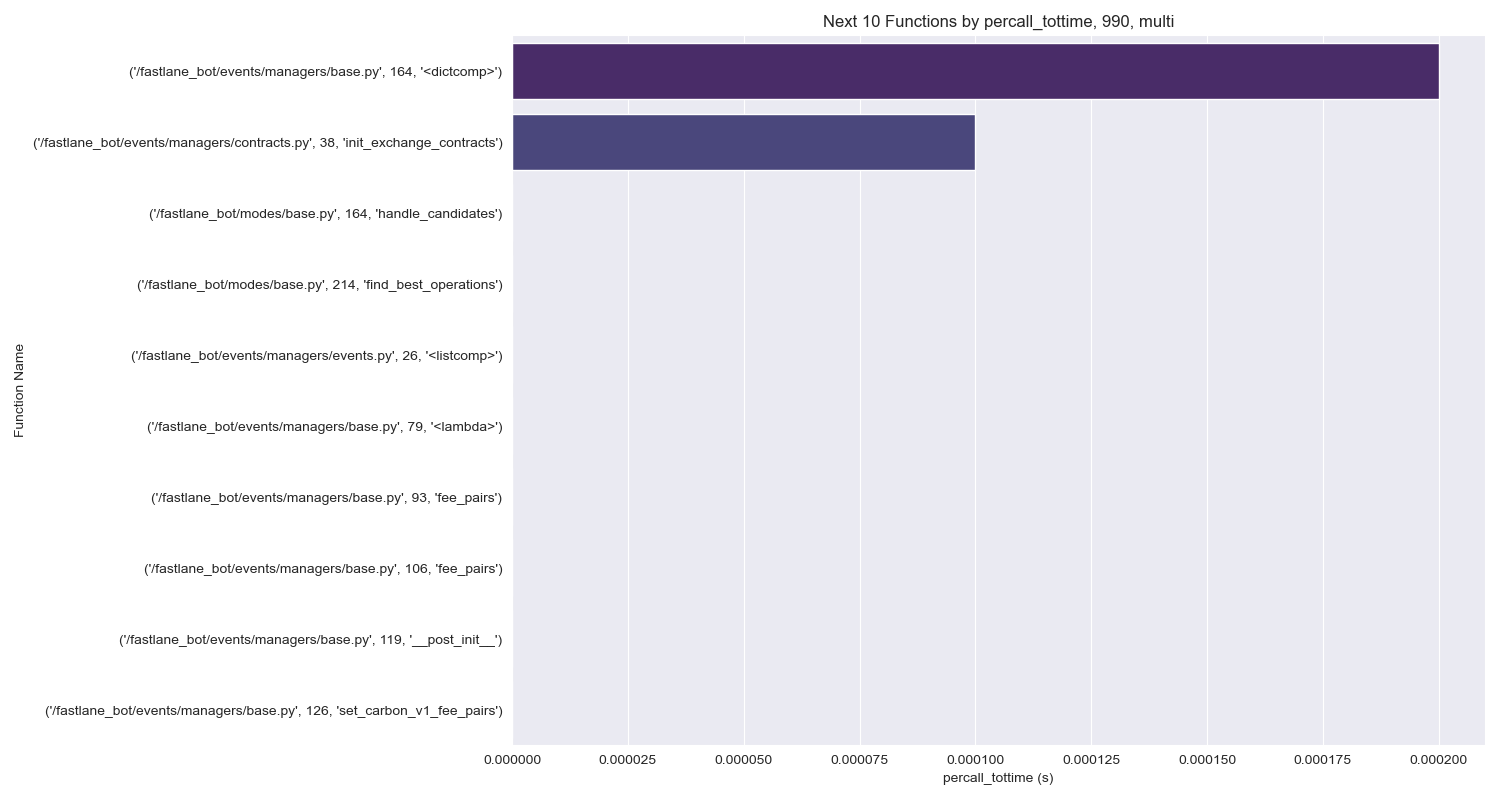 Next 10 Functions by percall_tottime, 990, multi
('/fastlane_bot/events/managers/base.py', 164, '<dictcomp>')
('/fastlane_bot/events/managers/contracts.py', 38, 'init_exchange_contracts')
('/fastlane_bot/modes/base.py', 164, 'handle_candidates')
('/fastlane_bot/modes/base.py', 214, 'find_best_operations')
('/fastlane_bot/events/managers/events.py', 26, '<listcomp>')
('/fastlane_bot/events/managers/base.py', 79, '<lambda>')
('/fastlane_bot/events/managers/base.py', 93, 'fee_pairs')
('/fastlane_bot/events/managers/base.py', 106, 'fee_pairs')
('/fastlane_bot/events/managers/base.py', 119, '__post_init__')
('/fastlane_bot/events/managers/base.py', 126, 'set_carbon_v1_fee_pairs')
Function Name
0.000000 0.000025 0.000050 0.000075 0.000100 0.000125 0.000150 0.000175 0.000200
percall_tottime (s)